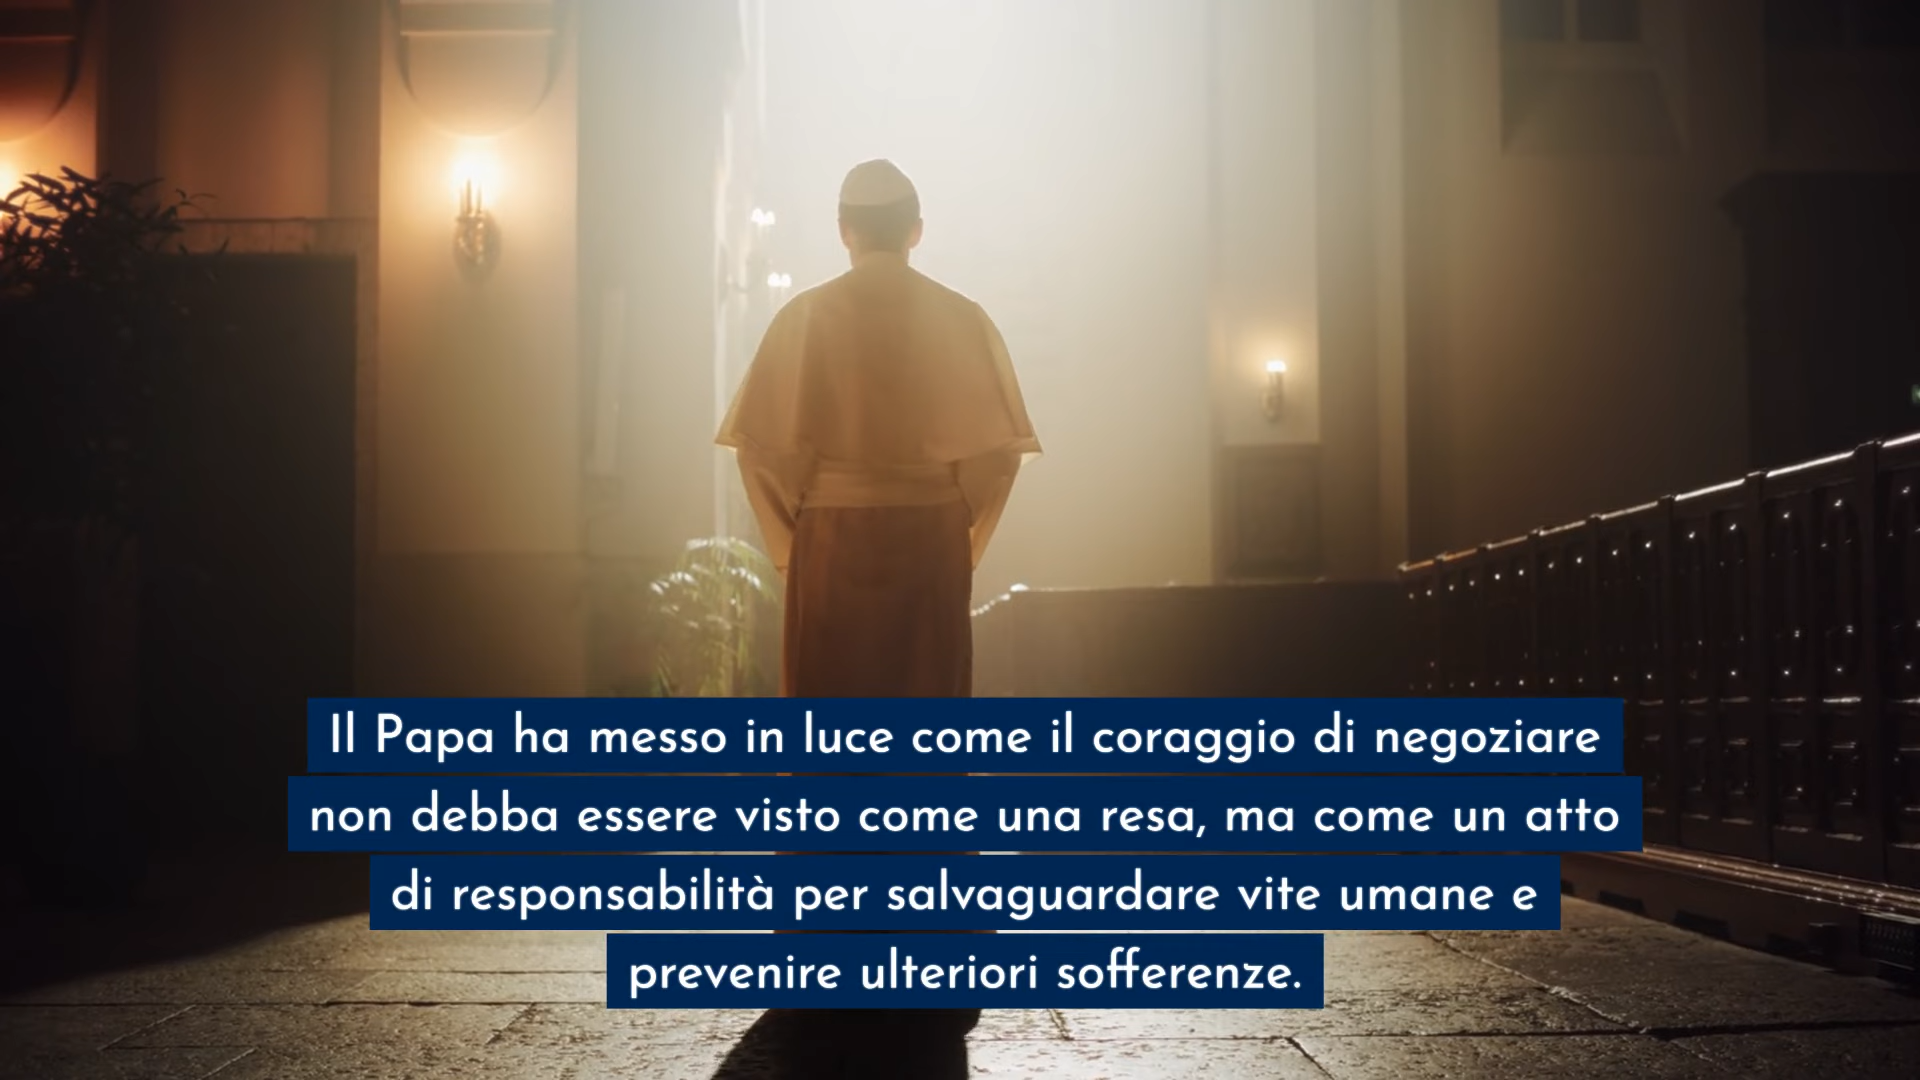 Il Papa ha messo in luce come il coraggio di negoziare
non debba essere visto come una resa, ma come un atto
di responsabilità per salvaguardare vite umane e
prevenire ulteriori sofferenze.